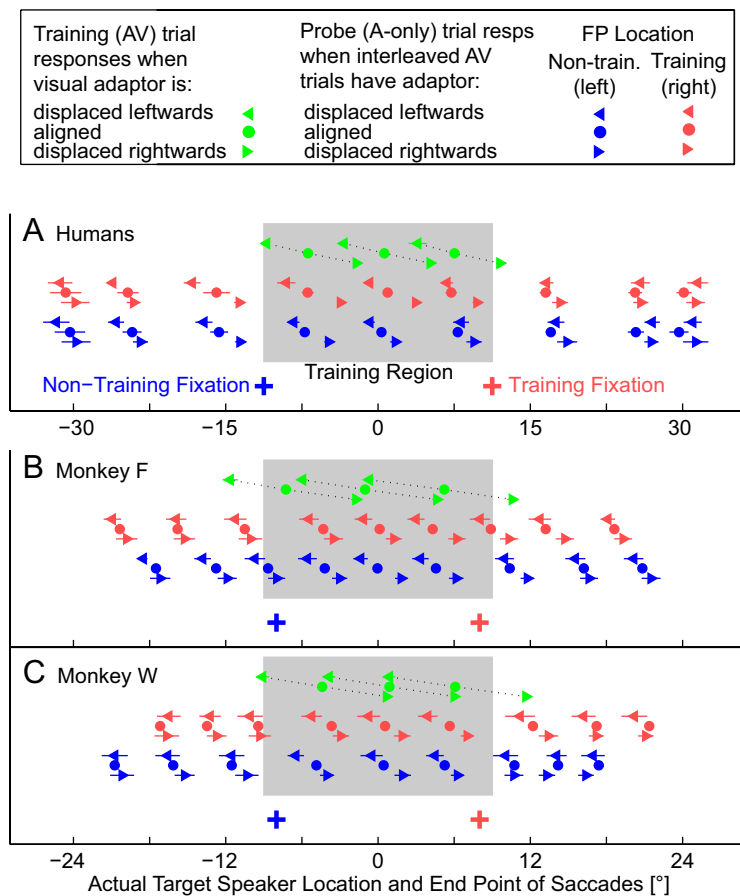 Training (AV) trial
responses when
visual adaptor is:
displaced leftwards
aligned
displaced rightwards
Probe (A-only) trial resps
when interleaved AV
trials have adaptor:
displaced leftwards
aligned
displaced rightwards
FP Location
Non-train. Training
(left) (right)
A Humans
Non−Training Fixation Training Region Training Fixation
−30 −15 0 15 30
B Monkey F
C Monkey W
−24 −12 0 12 24
Actual Target Speaker Location and End Point of Saccades [°]